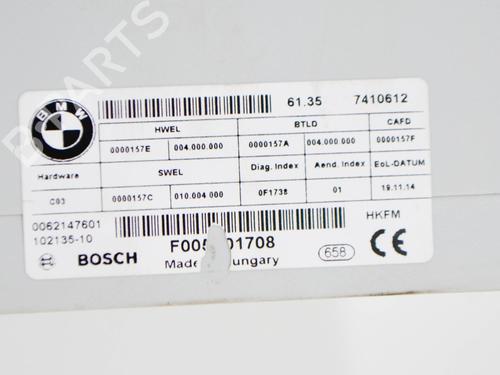 BMW
61.35 7410612
HWEL BTLD CAFD
0000157E 004.000.000 0000157A 004.000.000 0000157F
Hardware SWEL Diag. Index Aend. Index EoL-DATUM
C03 0000157C 010.004.000 0F1738 01 19.11.14
0062147601 HKFM
102135-10
BOSCH F005 01708 CE
Made Hungary 658